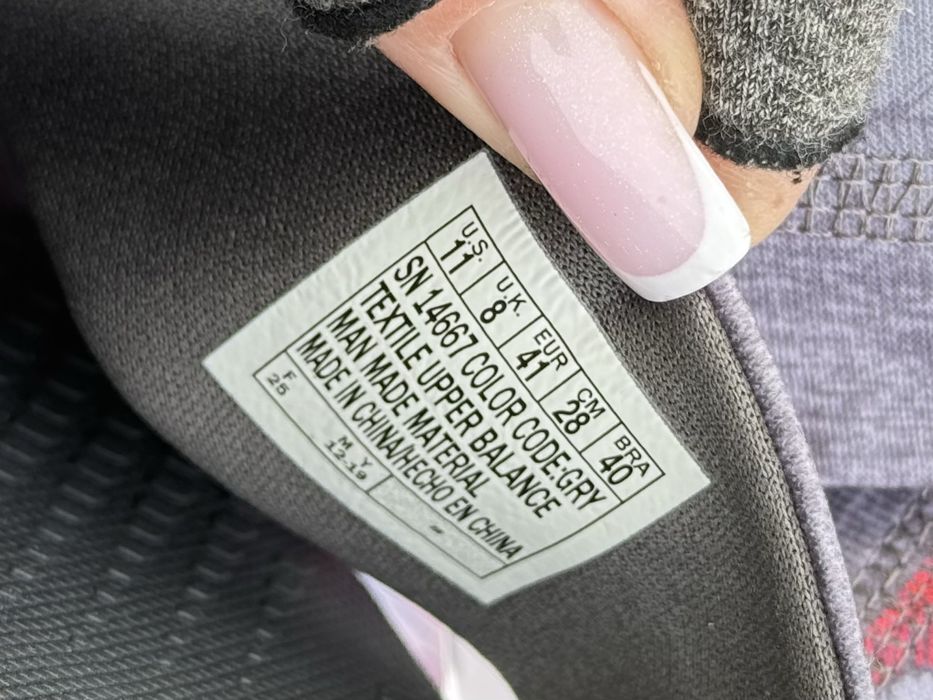 U.S. U.K. EUR CM BRA
11 8 41 28 40
SN 14667 COLOR CODE:GRY
TEXTILE UPPER BALANCE
MAN MADE MATERIAL
MADE IN CHINA/HECHO EN CHINA
F M.Y -
25 12-19